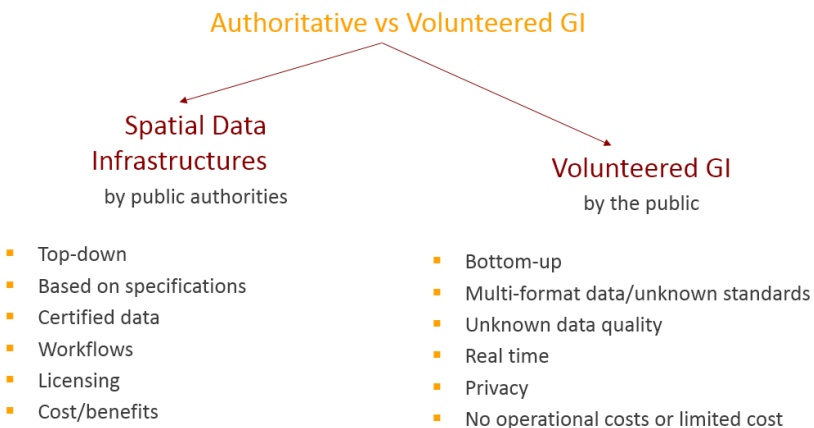 Authoritative vs Volunteered GI
Spatial Data
Infrastructures
by public authorities
Top-down
Based on specifications
Certified data
Workflows
Licensing
Cost/benefits
Volunteered GI
by the public
Bottom-up
Multi-format data/unknown standards
Unknown data quality
Real time
Privacy
No operational costs or limited cost